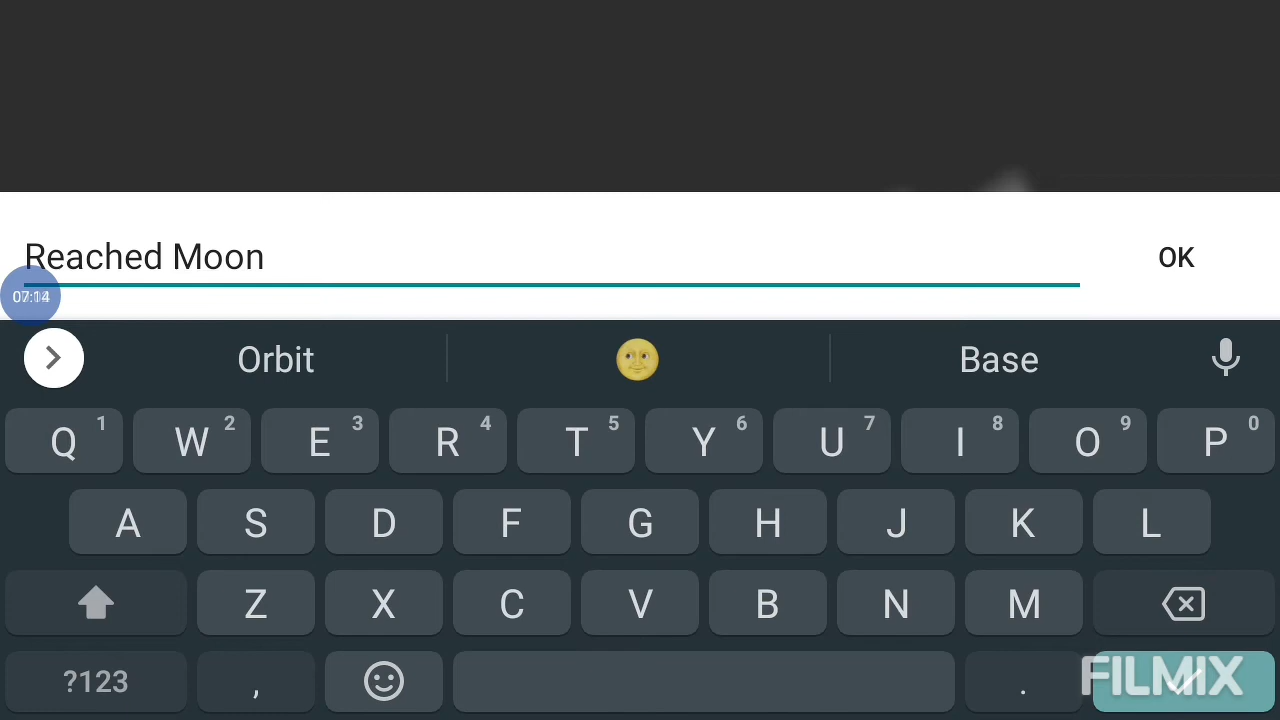 Reached Moon
OK
07:14
Orbit
Base
Q 1 W 2 E 3 R 4 T 5 Y 6 U 7 I 8 O 9 P 0
A S D F G H J K L
Z X C V B N M
?123 , .
FILMIX